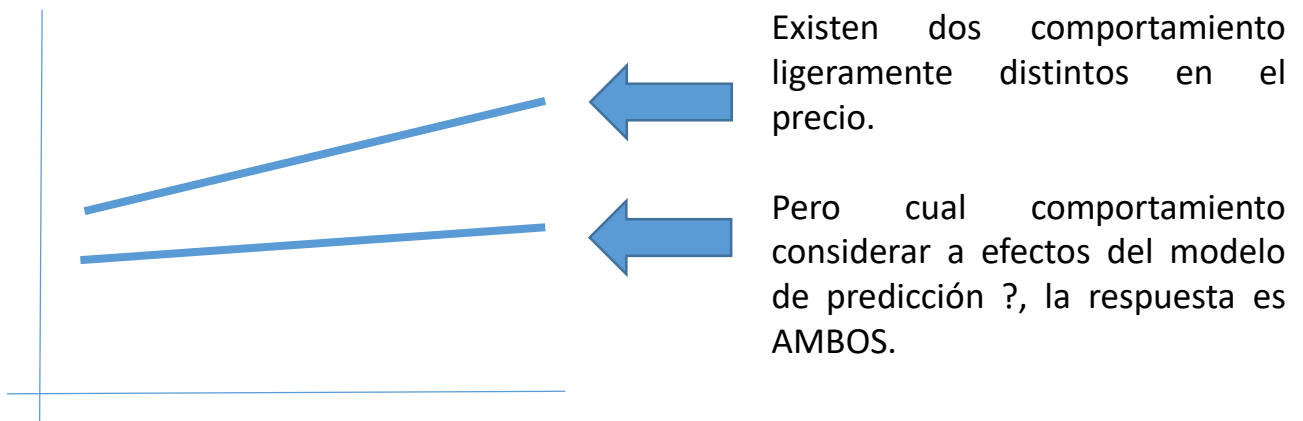 Existen dos comportamiento
ligeramente distintos en el
precio.
Pero cual comportamiento
considerar a efectos del modelo
de predicción ?, la respuesta es
AMBOS.